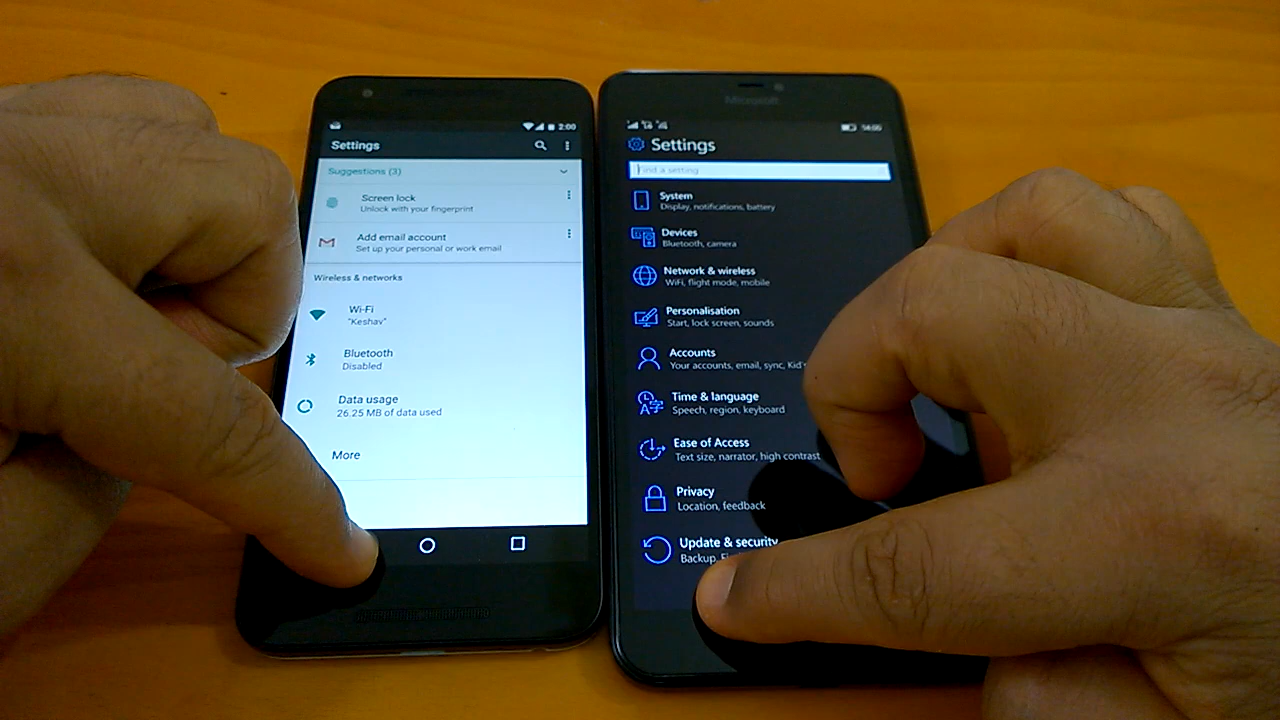 2:00
Settings
Suggestions (3)
Screen lock
Unlock with your fingerprint
Add email account
Set up your personal or work email
Wireless & networks
Wi-Fi
"Keshav"
Bluetooth
Disabled
Data usage
26.25 MB of data used
More
Microsoft
Settings
Find a setting
System
Display, notifications, battery
Devices
Bluetooth, camera
Network & wireless
WiFi, flight mode, mobile
Personalisation
Start, lock screen, sounds
Accounts
Your accounts, email, sync, Kid's
Time & language
Speech, region, keyboard
Ease of Access
Text size, narrator, high contrast
Privacy
Location, feedback
Update & security
Backup,